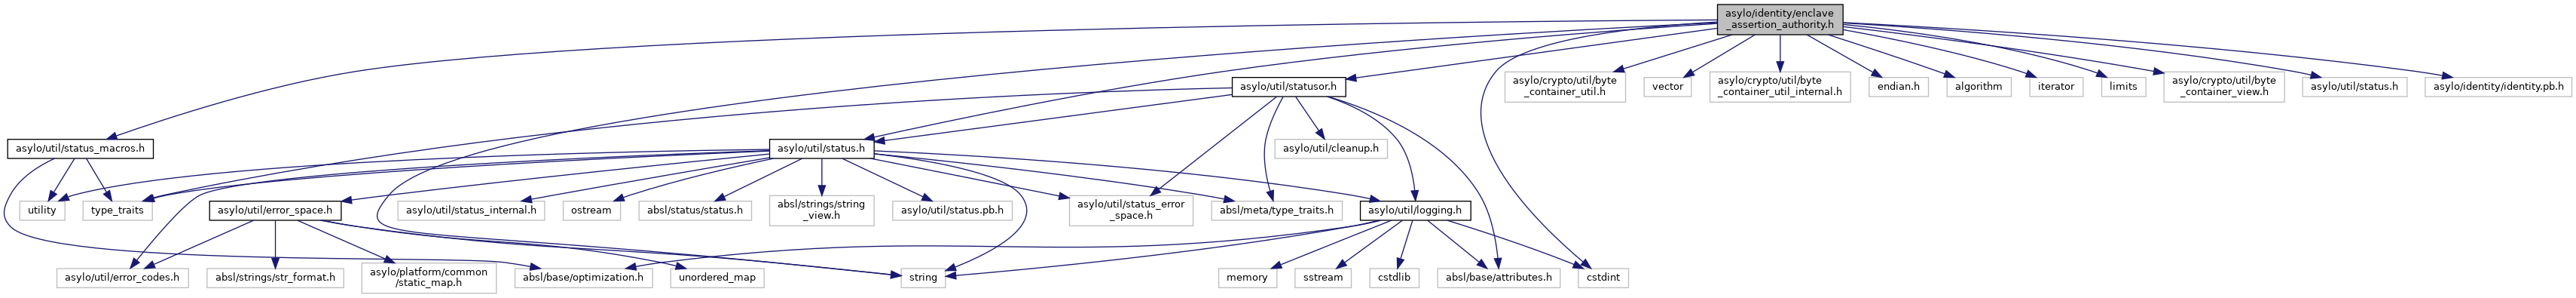 asylo/identity/enclave
_assertion_authority.h
asylo/util/statusor.h
asylo/crypto/util/byte
_container_util.h
vector
asylo/crypto/util/byte
_container_util_internal.h
endian.h
algorithm
iterator
limits
asylo/crypto/util/byte
_container_view.h
asylo/util/status.h
asylo/identity/identity.pb.h
asylo/util/status_macros.h
asylo/util/status.h
asylo/util/cleanup.h
utility
type_traits
asylo/util/error_space.h
asylo/util/status_internal.h
ostream
absl/status/status.h
absl/strings/string
_view.h
asylo/util/status.pb.h
asylo/util/status_error
_space.h
absl/meta/type_traits.h
asylo/util/logging.h
asylo/util/error_codes.h
absl/strings/str_format.h
asylo/platform/common
/static_map.h
absl/base/optimization.h
unordered_map
string
memory
sstream
cstdlib
absl/base/attributes.h
cstdint